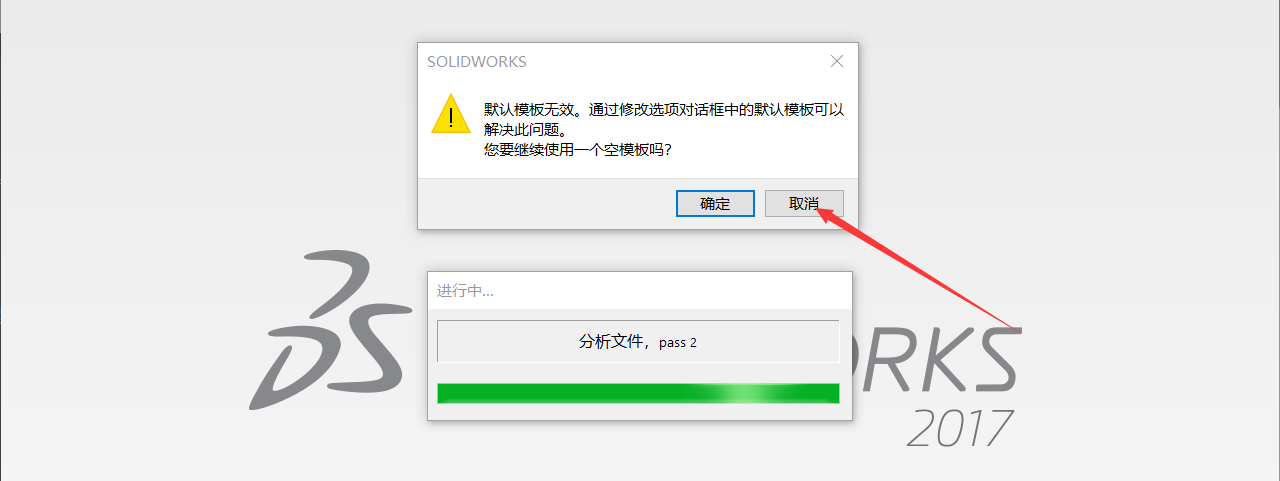 SOLIDWORKS
默认模板无效。通过修改选项对话框中的默认模板可以
解决此问题。
您要继续使用一个空模板吗?
确定
取消
进行中...
分析文件，pass 2
ORKS
2017